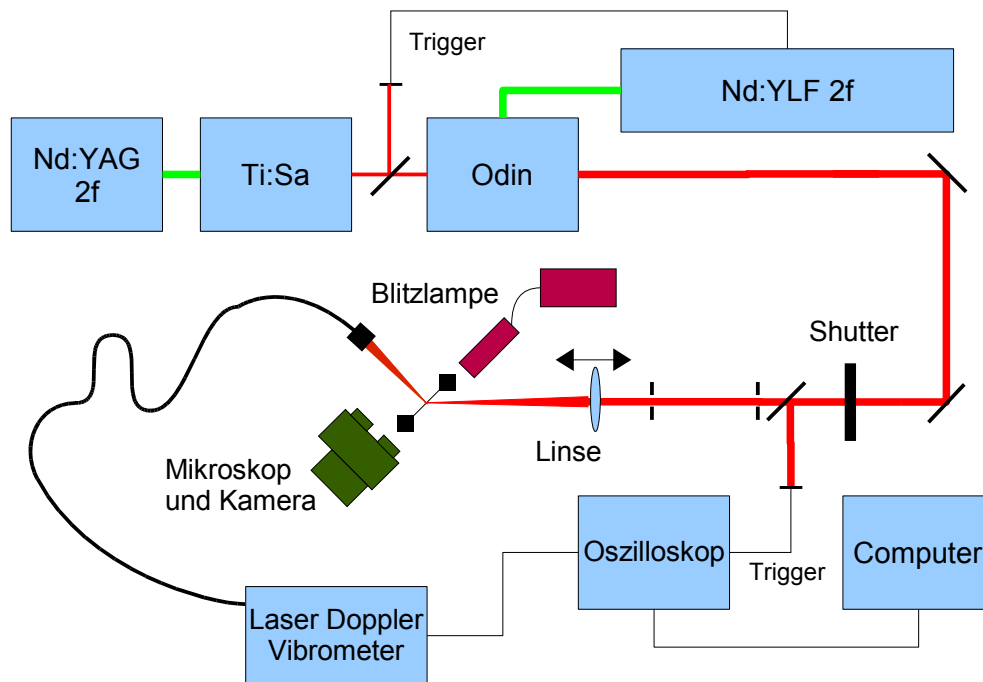 Trigger
Nd:YLF 2f
Nd:YAG
2f
Ti:Sa
Odin
Blitzlampe
Shutter
Linse
Mikroskop
und Kamera
Oszilloskop
Trigger
Computer
Laser Doppler
Vibrometer